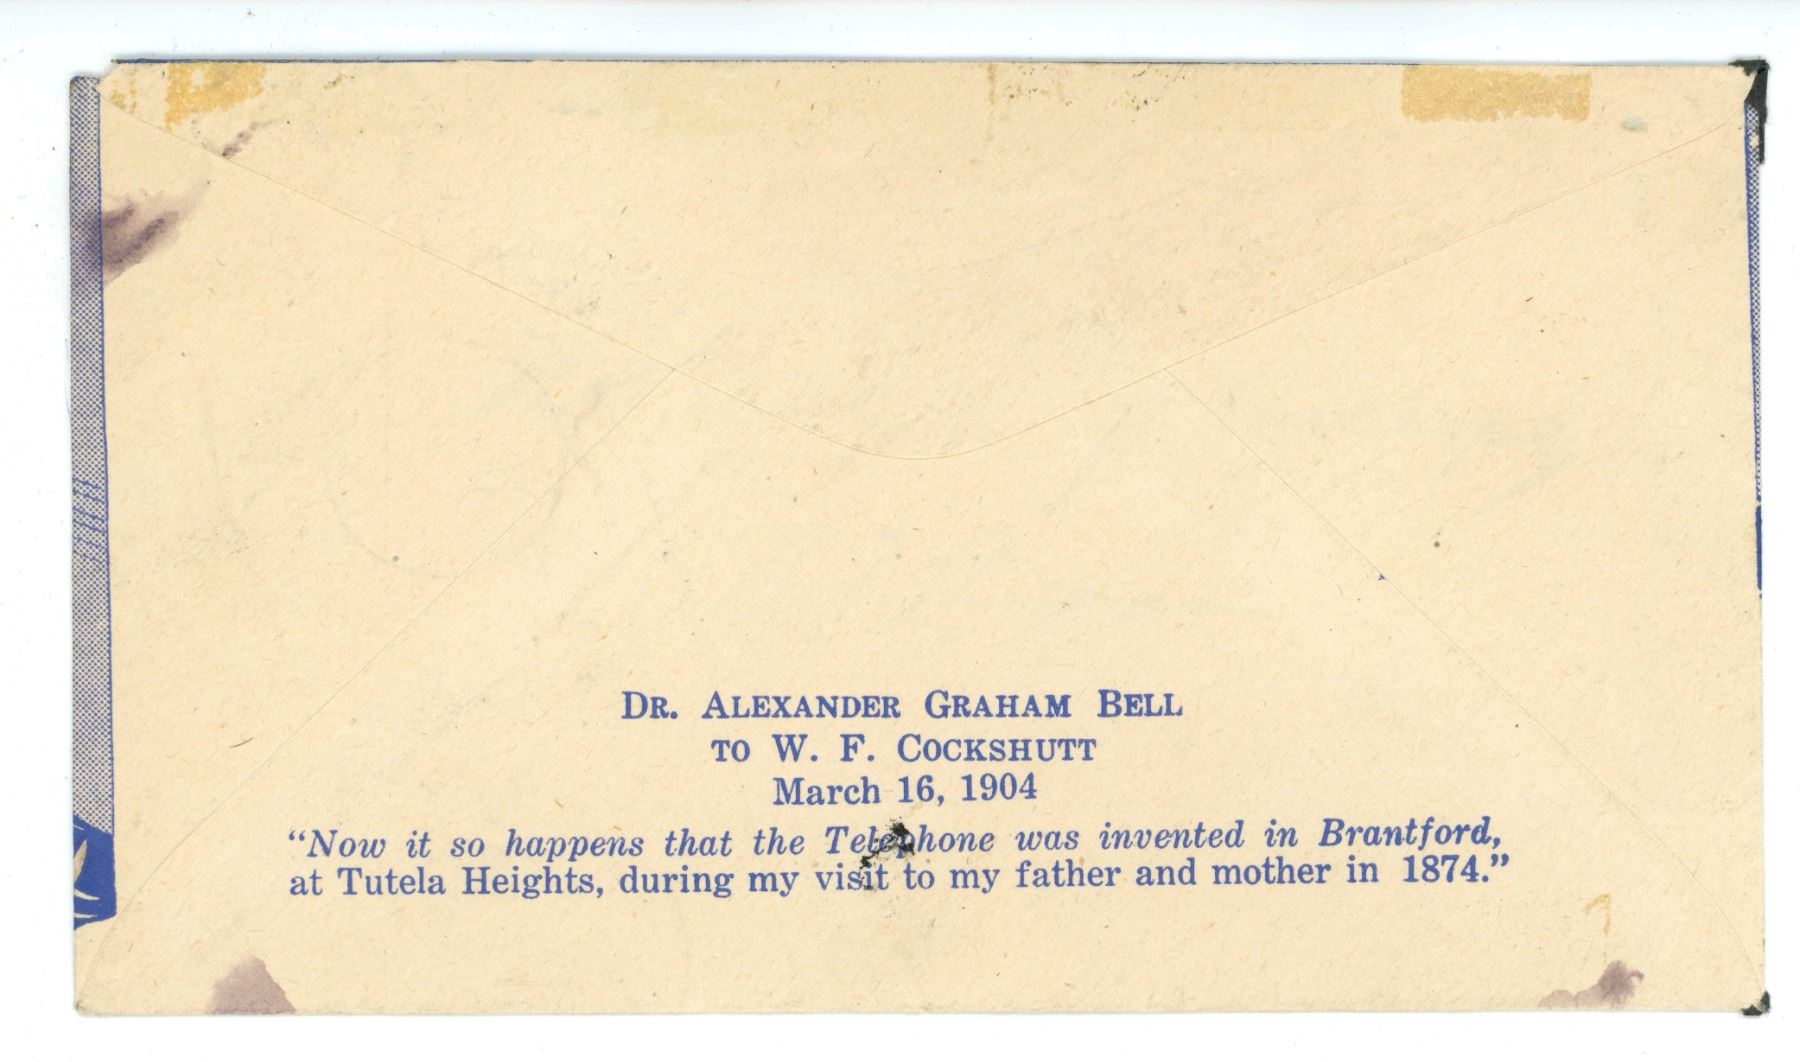 DR. ALEXANDER GRAHAM BELL
TO W. F. COCKSHUTT
March 16, 1904
“Now it so happens that the Telephone was invented in Brantford,
at Tutela Heights, during my visit to my father and mother in 1874.”